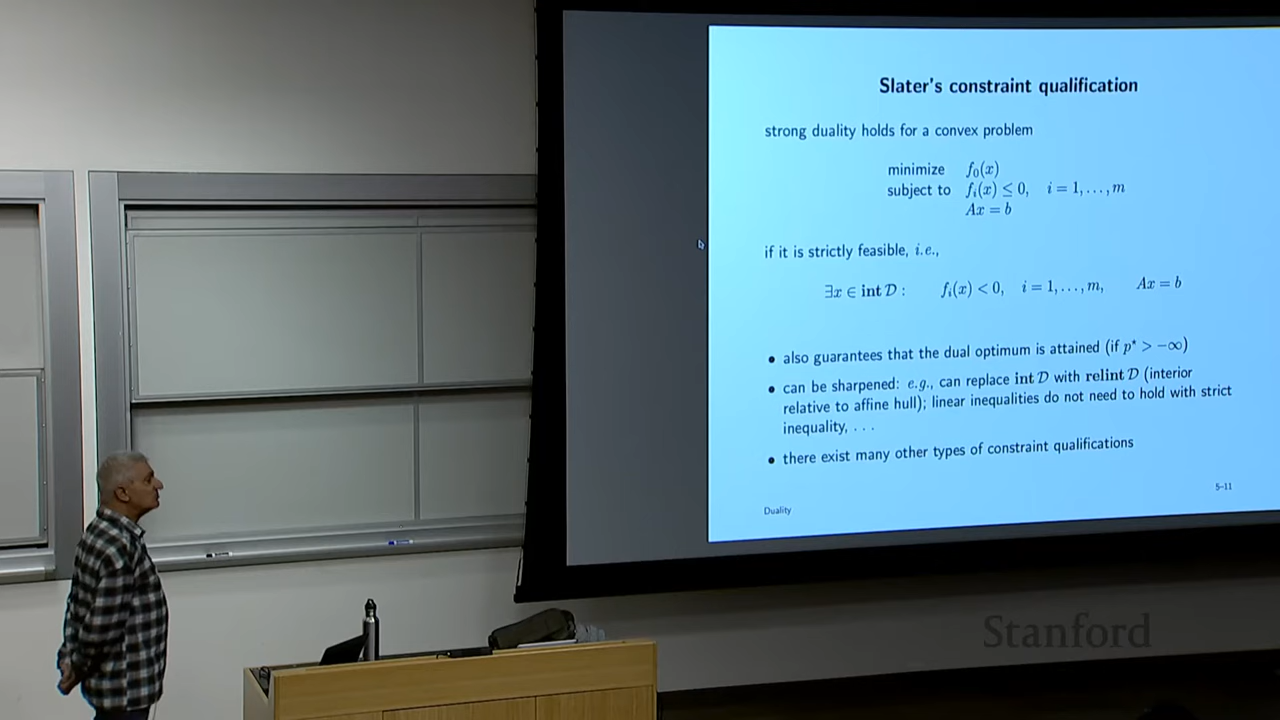 Slater's constraint qualification
strong duality holds for a convex problem
minimize f₀(x)
subject to fᵢ(x) ≤ 0, i = 1, . . . , m
Ax = b
if it is strictly feasible, i.e.,
∃x ∈ int 𝒟 : fᵢ(x) < 0, i = 1, . . . , m, Ax = b
• also guarantees that the dual optimum is attained (if p* > −∞)
• can be sharpened: e.g., can replace int 𝒟 with relint 𝒟 (interior
relative to affine hull); linear inequalities do not need to hold with strict
inequality, . . .
• there exist many other types of constraint qualifications
Duality
5–11
Stanford